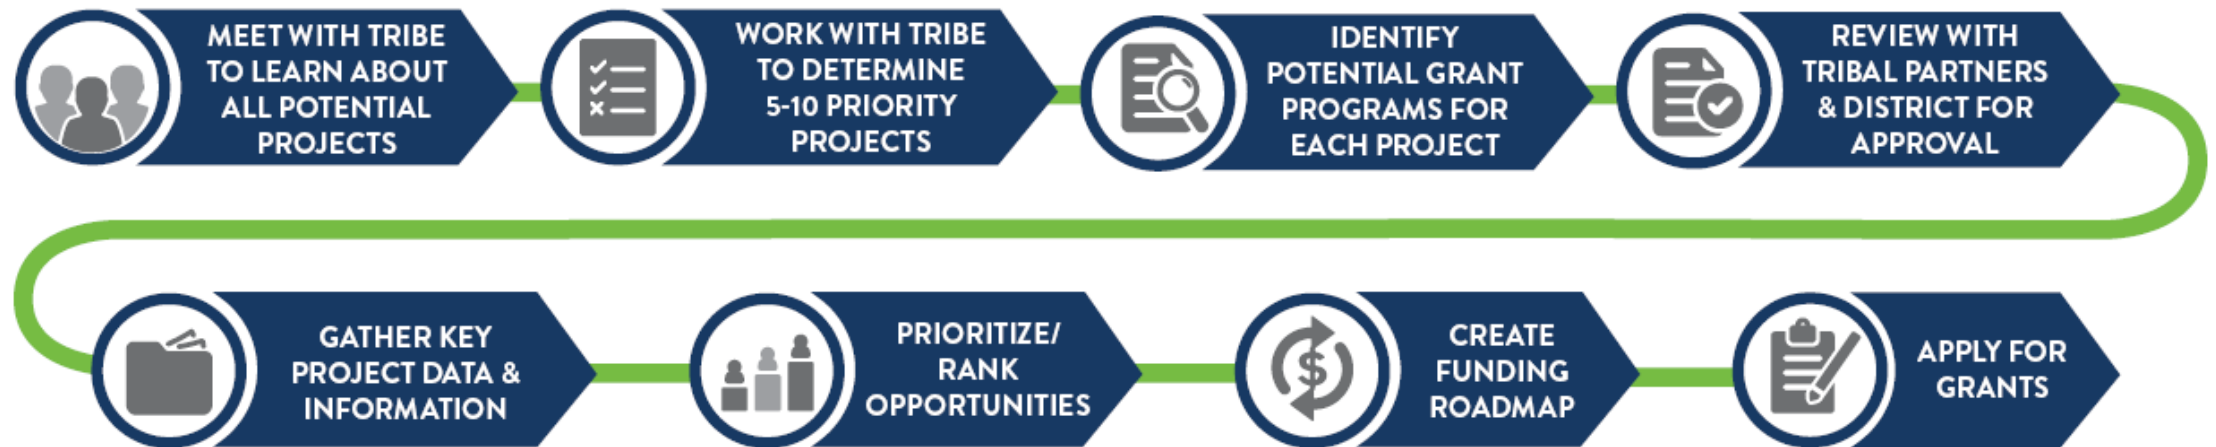 MEET WITH TRIBE
TO LEARN ABOUT
ALL POTENTIAL
PROJECTS
WORK WITH TRIBE
TO DETERMINE
5-10 PRIORITY
PROJECTS
IDENTIFY
POTENTIAL GRANT
PROGRAMS FOR
EACH PROJECT
REVIEW WITH
TRIBAL PARTNERS
& DISTRICT FOR
APPROVAL
GATHER KEY
PROJECT DATA &
INFORMATION
PRIORITIZE/
RANK
OPPORTUNITIES
$
CREATE
FUNDING
ROADMAP
APPLY FOR
GRANTS